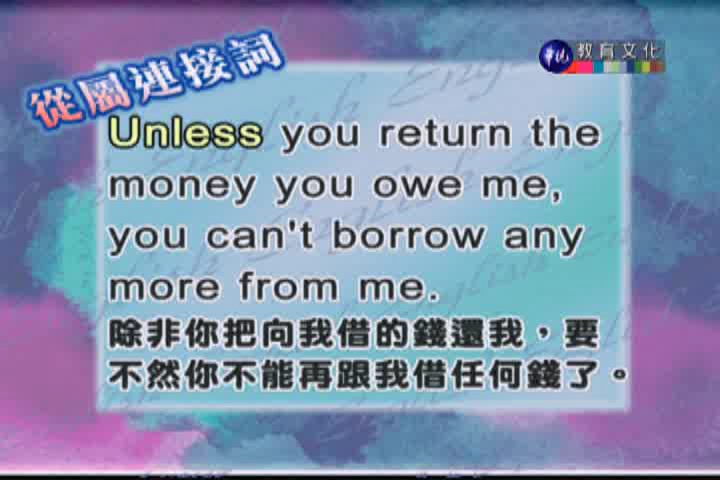 華視 教育文化
從屬連接詞
Unless you return the
money you owe me,
you can't borrow any
more from me.
除非你把向我借的錢還我，要
不然你不能再跟我借任何錢了。